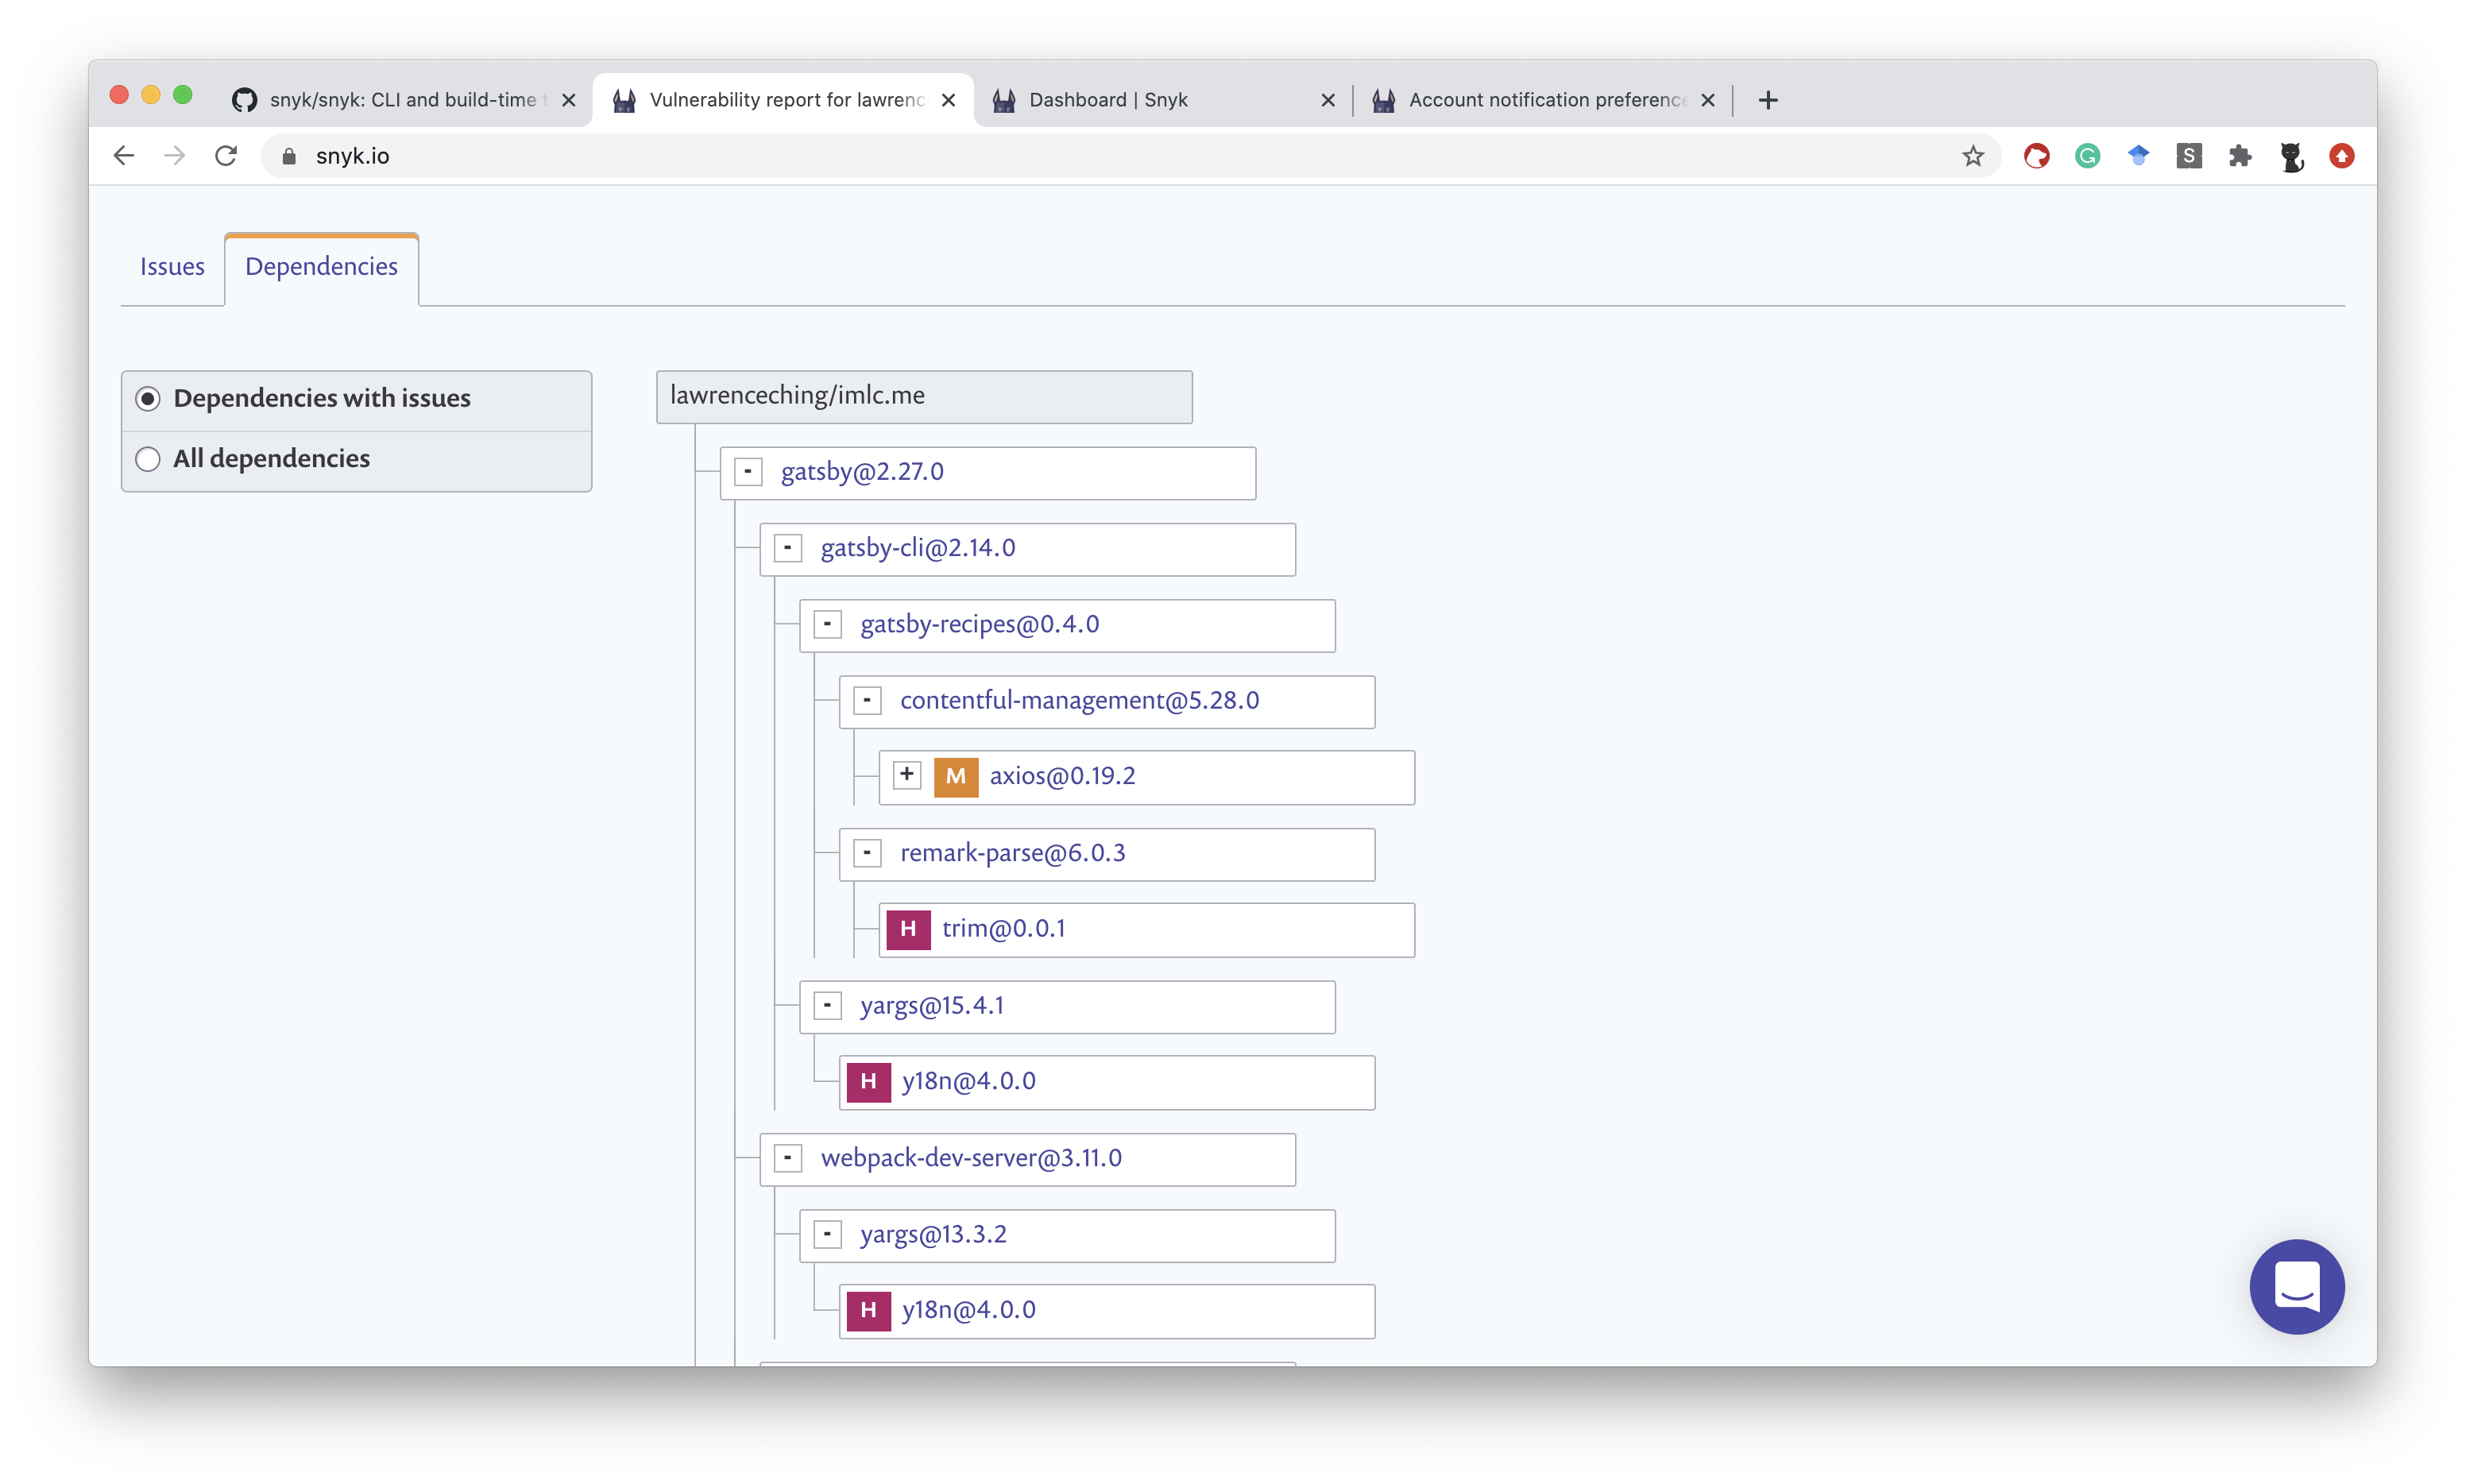 snyk/snyk: CLI and build-time t
Vulnerability report for lawrenc
Dashboard | Snyk
Account notification preference
snyk.io
Issues
Dependencies
Dependencies with issues
All dependencies
lawrenceching/imlc.me
- gatsby@2.27.0
- gatsby-cli@2.14.0
- gatsby-recipes@0.4.0
- contentful-management@5.28.0
+ M axios@0.19.2
- remark-parse@6.0.3
H trim@0.0.1
- yargs@15.4.1
H y18n@4.0.0
- webpack-dev-server@3.11.0
- yargs@13.3.2
H y18n@4.0.0